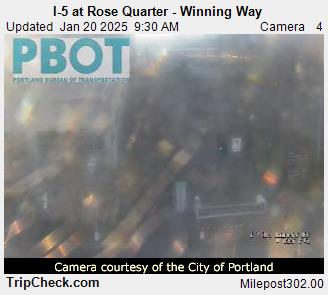 I-5 at Rose Quarter - Winning Way
Updated Jan 20 2025 9:30 AM Camera 4
PBOT
PORTLAND BUREAU OF TRANSPORTATION
Camera courtesy of the City of Portland
TripCheck.com Milepost302.00